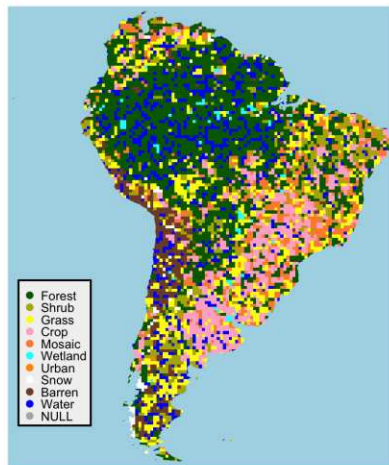 Forest
Shrub
Grass
Crop
Mosaic
Wetland
Urban
Snow
Barren
Water
NULL